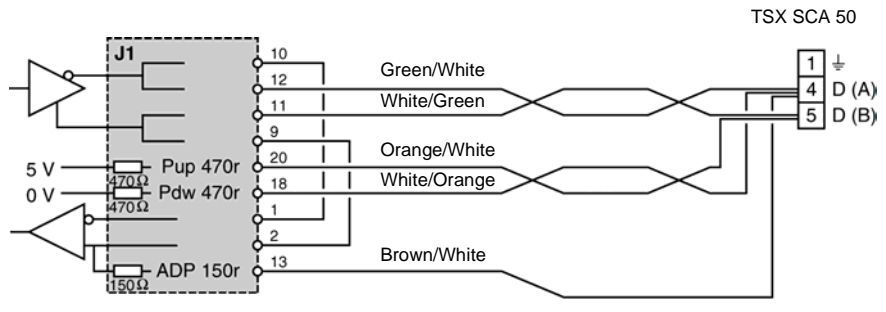 TSX SCA 50
J1
10
12
11
9
20
18
1
2
13
Green/White
White/Green
Orange/White
White/Orange
Brown/White
5 V
470Ω
Pup 470r
0 V
470Ω
Pdw 470r
150Ω
ADP 150r
1
4 D (A)
5 D (B)